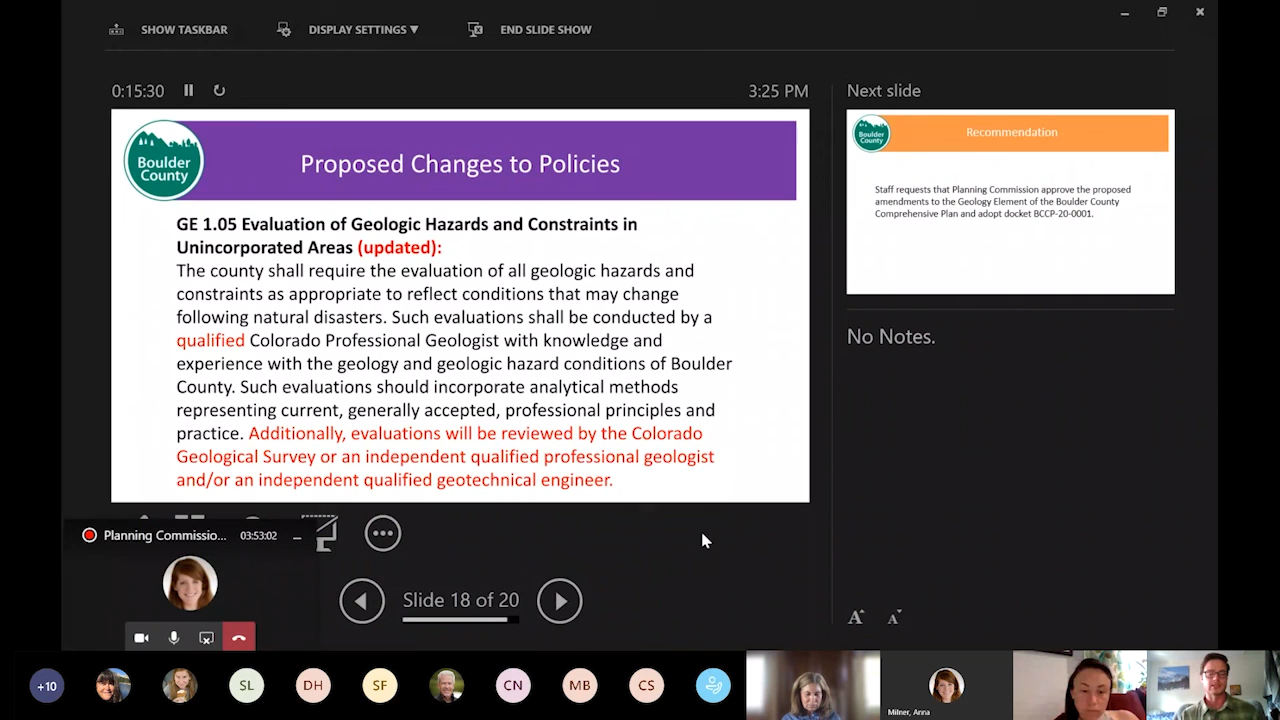 SHOW TASKBAR
DISPLAY SETTINGS ▼
END SLIDE SHOW
0:15:30
3:25 PM
Boulder
County
Proposed Changes to Policies
GE 1.05 Evaluation of Geologic Hazards and Constraints in
Unincorporated Areas (updated):
The county shall require the evaluation of all geologic hazards and
constraints as appropriate to reflect conditions that may change
following natural disasters. Such evaluations shall be conducted by a
qualified Colorado Professional Geologist with knowledge and
experience with the geology and geologic hazard conditions of Boulder
County. Such evaluations should incorporate analytical methods
representing current, generally accepted, professional principles and
practice. Additionally, evaluations will be reviewed by the Colorado
Geological Survey or an independent qualified professional geologist
and/or an independent qualified geotechnical engineer.
Next slide
Boulder
County
Recommendation
Staff requests that Planning Commission approve the proposed
amendments to the Geology Element of the Boulder County
Comprehensive Plan and adopt docket BCCP-20-0001.
No Notes.
Planning Commissio...
03:53:02
Slide 18 of 20
A A
+10
SL
DH
SF
CN
MB
CS
Milner, Anna